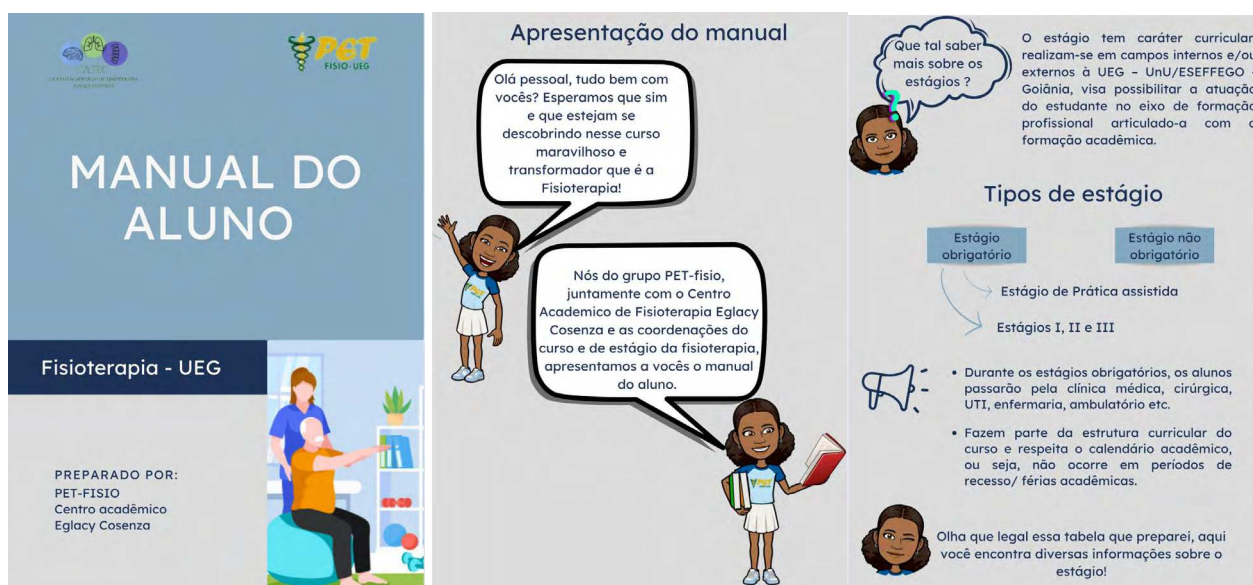 PET
FISIO-UEG
MANUAL DO
ALUNO
Fisioterapia - UEG
PREPARADO POR:
PET-FISIO
Centro acadêmico
Eglacy Cosenza
Apresentação do manual
Olá pessoal, tudo bem com
vocês? Esperamos que sim
e que estejam se
descobrindo nesse curso
maravilhoso e
transformador que é a
Fisioterapia!
Nós do grupo PET-fisio,
juntamente com o Centro
Academico de Fisioterapia Eglacy
Cosenza e as coordenações do
curso e de estágio da fisioterapia,
apresentamos a vocês o manual
do aluno.
Que tal saber
mais sobre os
estágios ?
O estágio tem caráter curricular
realizam-se em campos internos e/ou
externos à UEG - UnU/ESEFFEGO -
Goiânia, visa possibilitar a atuação
do estudante no eixo de formação
profissional articulado-a com
formação acadêmica.
Tipos de estágio
Estágio
obrigatório
Estágio não
obrigatório
Estágio de Prática assistida
Estágios I, II e III
• Durante os estágios obrigatórios, os alunos
passarão pela clínica médica, cirúrgica,
UTI, enfermaria, ambulatório etc.
• Fazem parte da estrutura curricular do
curso e respeita o calendário acadêmico,
ou seja, não ocorre em períodos de
recesso/ férias acadêmicas.
Olha que legal essa tabela que preparei, aqui
você encontra diversas informações sobre o
estágio!